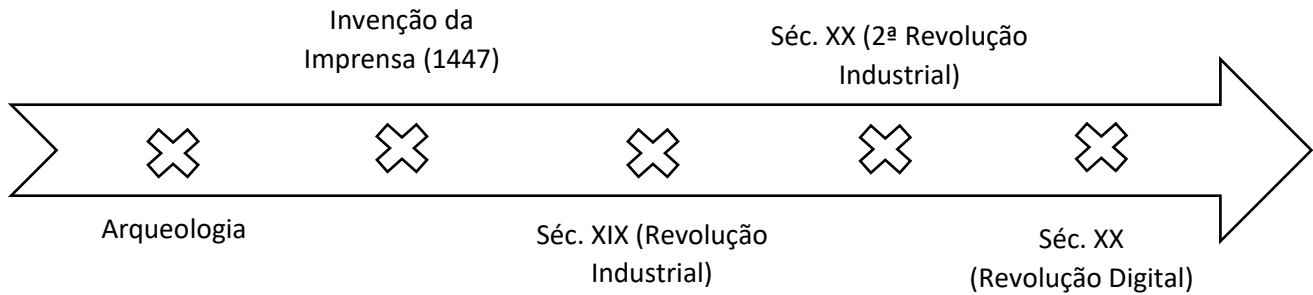 Invenção da
Imprensa (1447)
Séc. XX (2ª Revolução
Industrial)
Arqueologia
Séc. XIX (Revolução
Industrial)
Séc. XX
(Revolução Digital)